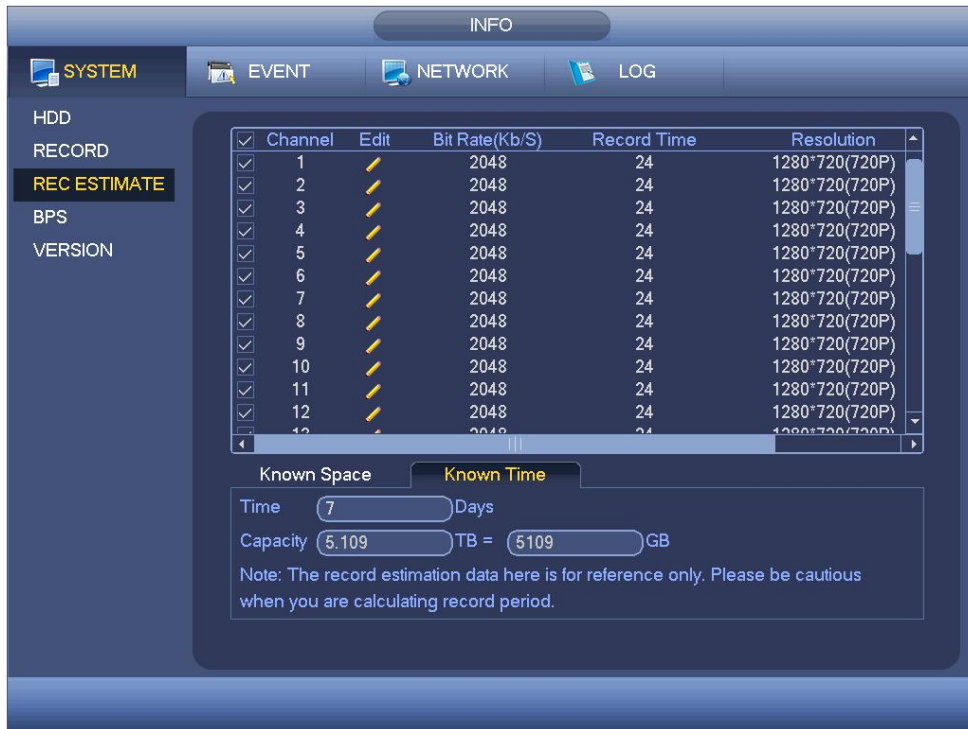 INFO
SYSTEM EVENT NETWORK LOG
HDD
RECORD
REC ESTIMATE
BPS
VERSION
Channel Edit Bit Rate(Kb/S) Record Time Resolution
1 2048 24 1280*720(720P)
2 2048 24 1280*720(720P)
3 2048 24 1280*720(720P)
4 2048 24 1280*720(720P)
5 2048 24 1280*720(720P)
6 2048 24 1280*720(720P)
7 2048 24 1280*720(720P)
8 2048 24 1280*720(720P)
9 2048 24 1280*720(720P)
10 2048 24 1280*720(720P)
11 2048 24 1280*720(720P)
12 2048 24 1280*720(720P)
13 2048 24 1280*720(720P)
Known Space Known Time
Time 7 Days
Capacity 5.109 TB = 5109 GB
Note: The record estimation data here is for reference only. Please be cautious
when you are calculating record period.